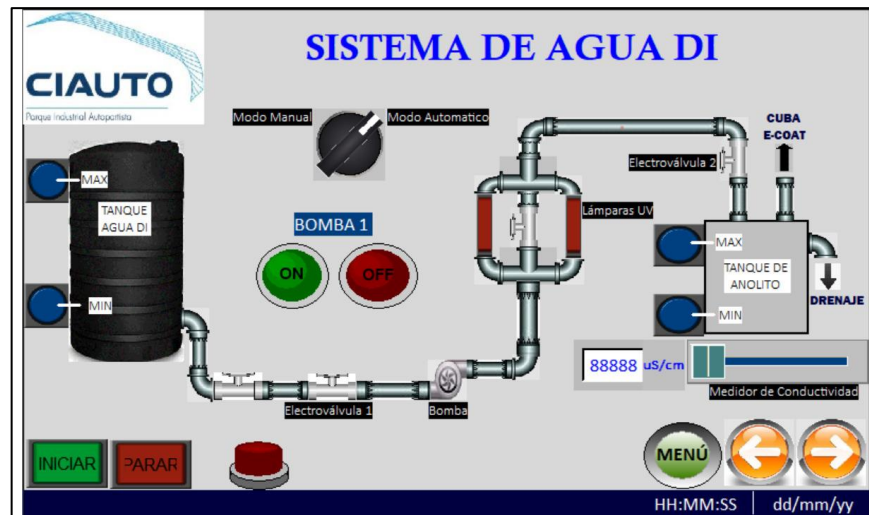 SISTEMA DE AGUA DI
CIAUTO
Parque Industrial Autopartista
Modo Manual
Modo Automatico
CUBA
E-COAT
Electroválvula 2
MAX
TANQUE
AGUA DI
Lámparas UV
BOMBA 1
ON
OFF
MAX
TANQUE DE
ANOLITO
MIN
MIN
DRENAJE
88888 uS/cm
Medidor de Conductividad
Electroválvula 1
Bomba
INICIAR
PARAR
MENÚ
HH:MM:SS
dd/mm/yy